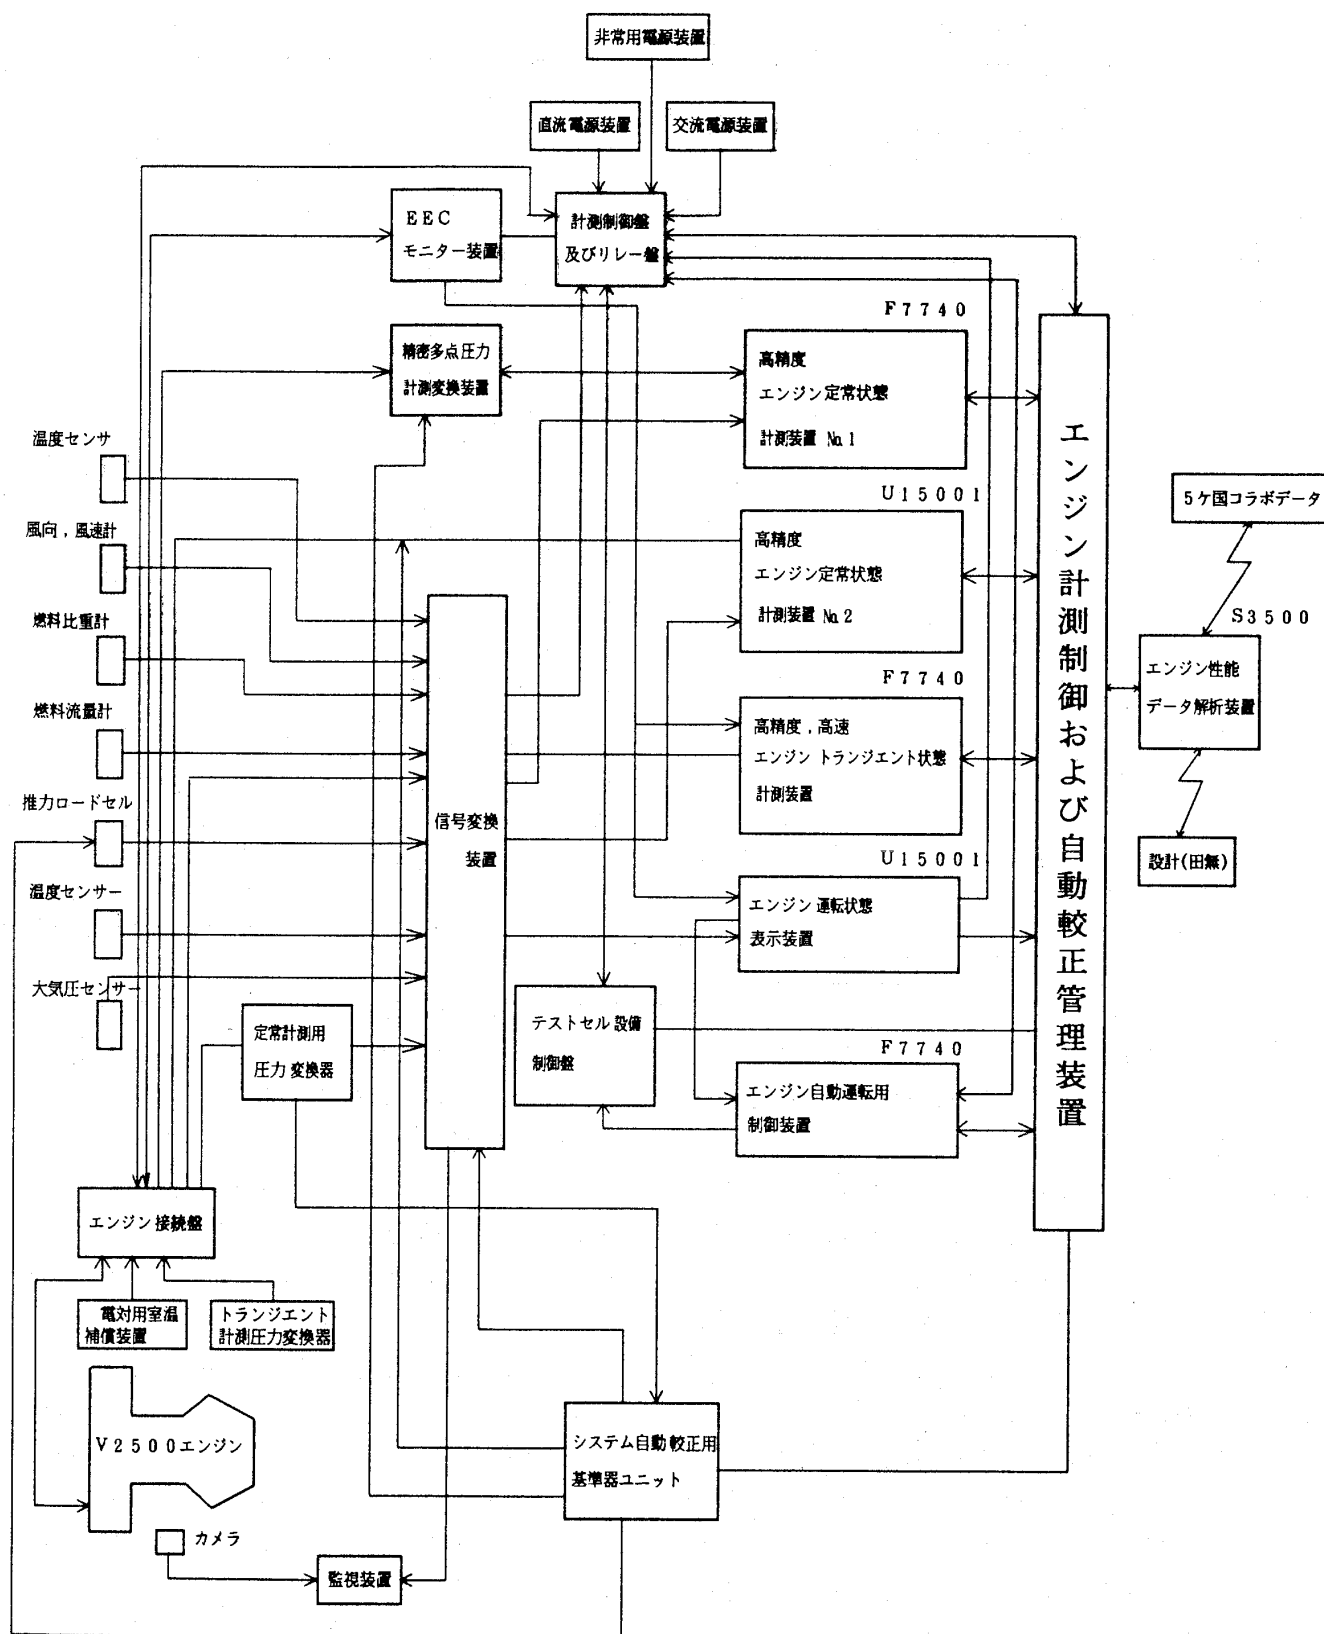 非常用電源装置
直流電源装置
交流電源装置
EEC
モニター装置
計測制御盤
及びリレー盤
F7740
精密多点圧力
計測変換装置
高精度
エンジン定常状態
計測装置 No.1
温度センサ
U15001
風向，風速計
高精度
エンジン定常状態
計測装置 No.2
燃料比重計
F7740
燃料流量計
高精度，高速
エンジントランジェント状態
計測装置
推力ロードセル
信号変換
装置
U15001
温度センサー
エンジン運転状態
表示装置
大気圧センサー
定常計測用
圧力変換器
テストセル設備
制御盤
F7740
エンジン自動運転用
制御装置
エンジン計測制御および自動較正管理装置
5ケ国コラボデータ
S3500
エンジン性能
データ解析装置
設計(田無)
エンジン接続盤
電対用室温
補償装置
トランジエント
計測圧力変換器
V2500エンジン
システム自動較正用
基準器ユニット
カメラ
監視装置